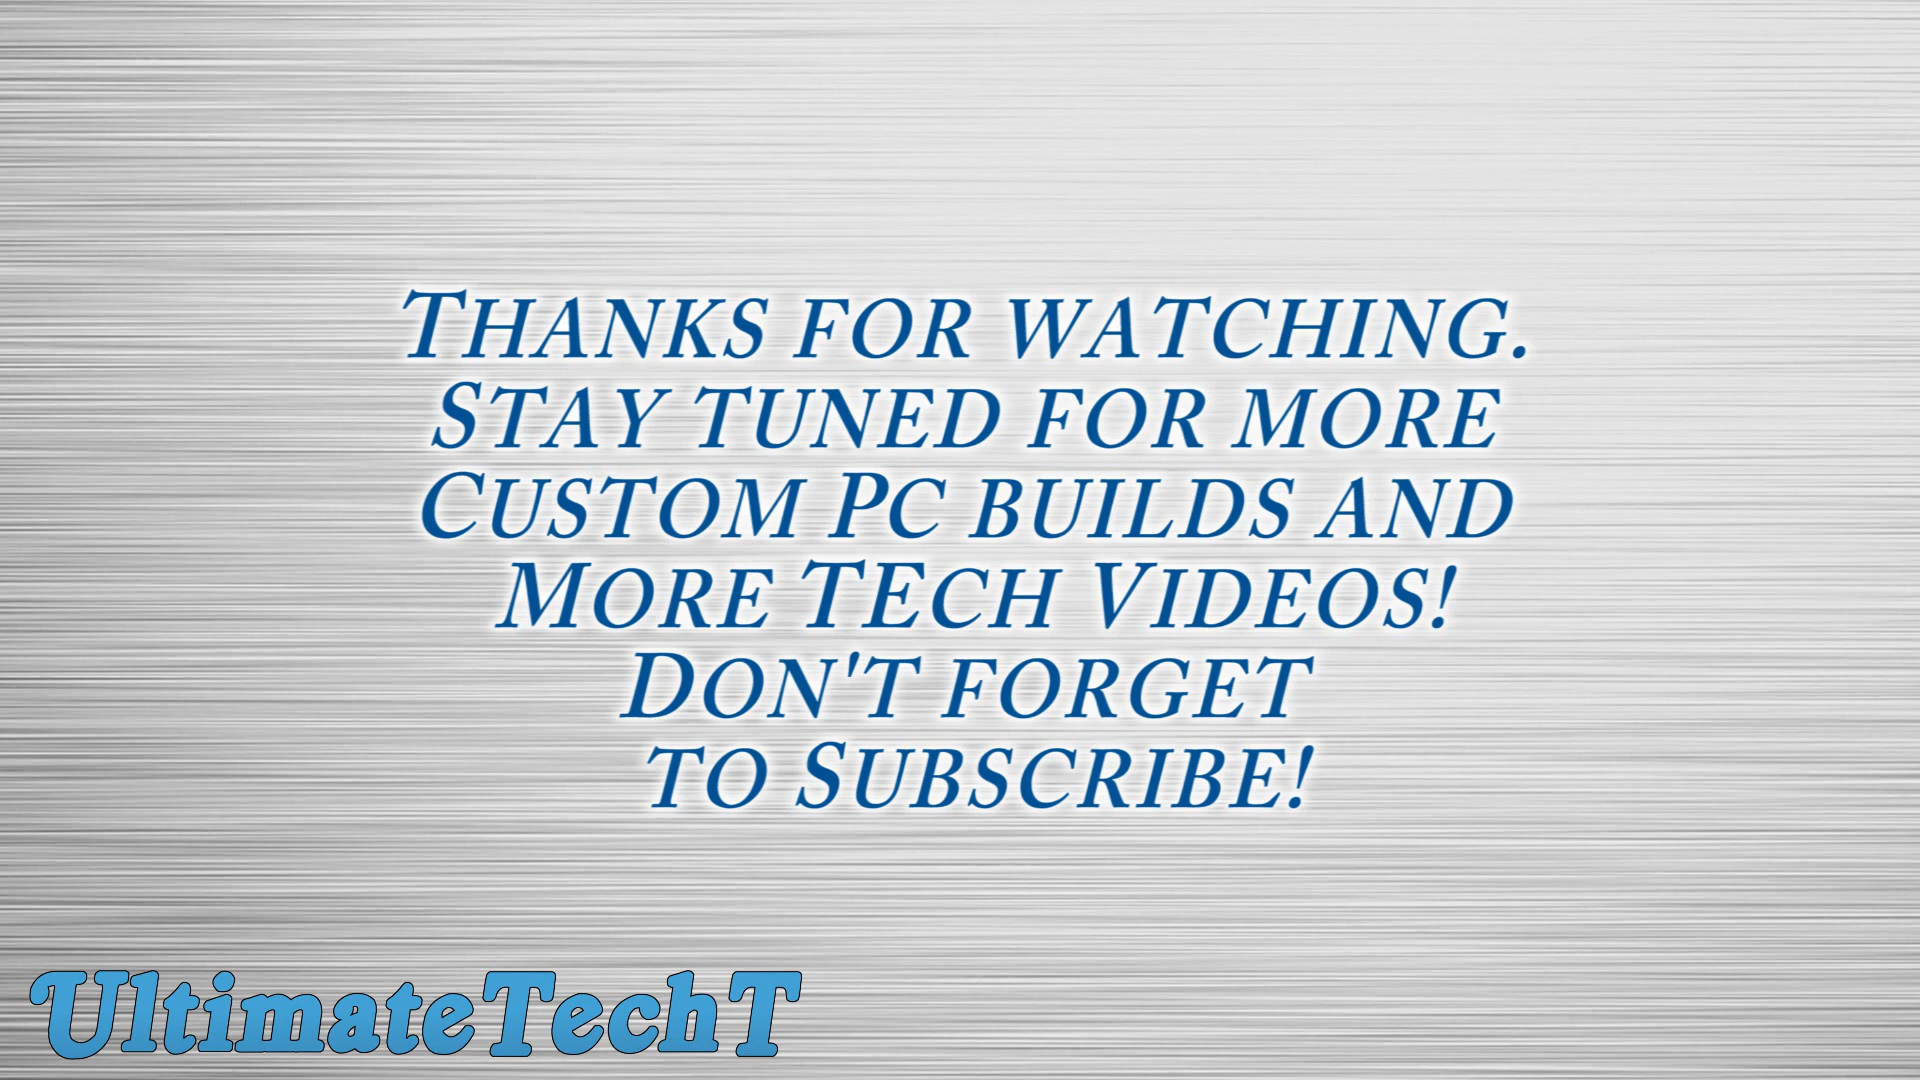 Thanks for watching.
Stay tuned for more
Custom Pc builds and
More TEch Videos!
Don't forget
to Subscribe!
UltimateTechT